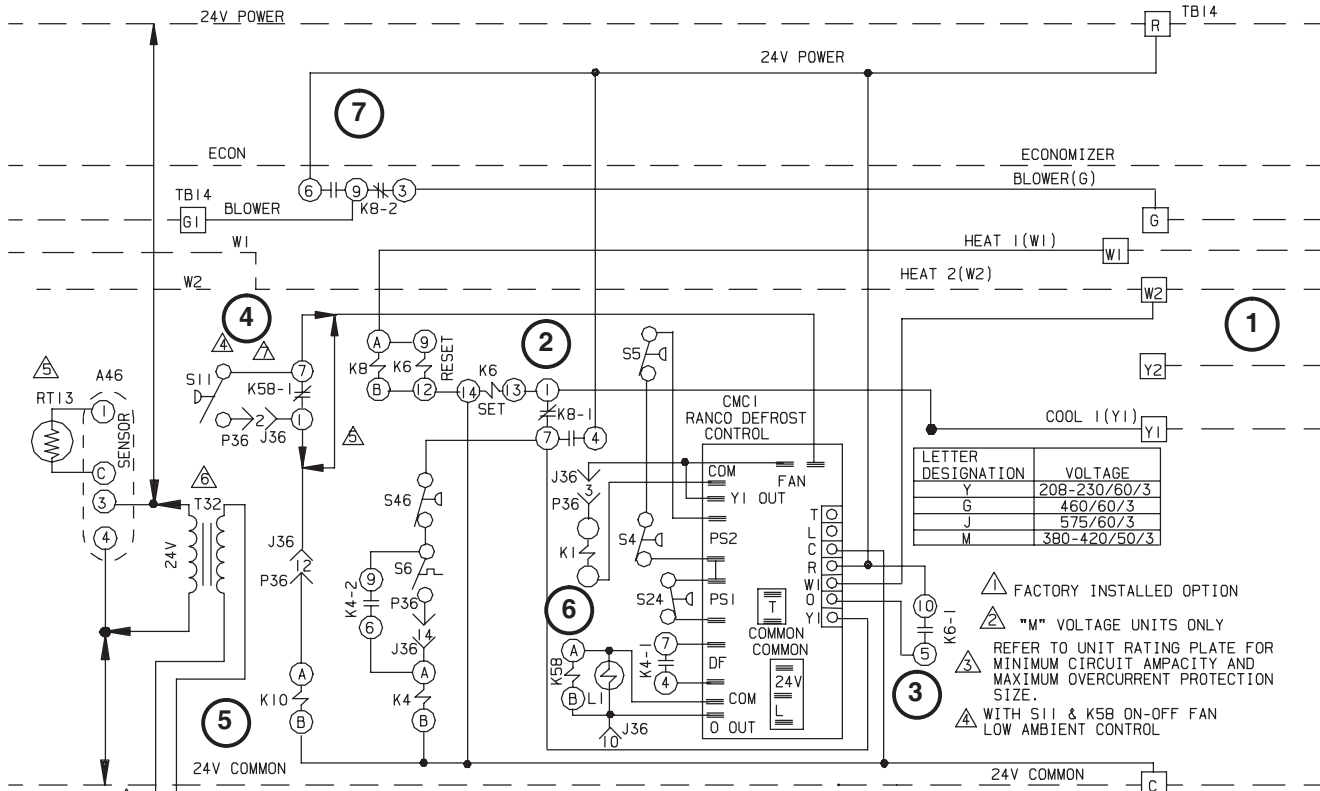 24V POWER
R
TB14
24V POWER
7
ECON
ECONOMIZER
6
9
3
BLOWER(G)
K8-2
TB14
G1
BLOWER
G
W1
HEAT 1(W1)
W1
W2
HEAT 2(W2)
W2
4
2
1
4
7
A
9
S5
K8
K6
RESET
7
5
A46
S11
K58-1
K6
Y2
RT13
B
12
14
13
1
SET
1
CMC1
RANCO DEFROST
CONTROL
COOL 1(Y1)
Y1
SENSOR
P36
2
J36
1
5
K8-1
7
4
LETTER
DESIGNATION
VOLTAGE
Y
208-230/60/3
G
460/60/3
J
575/60/3
M
380-420/50/3
C
6
3
T32
24V
4
S46
J36
3
P36
COM
FAN
Y1 OUT
T
L
C
R
W1
O
Y1
J36
12
P36
S6
K1
S4
PS2
9
K4-2
6
P36
14
J36
6
S24
PS1
T
COMMON
COMMON
10
K6-1
5
3
1
FACTORY INSTALLED OPTION
2
"M" VOLTAGE UNITS ONLY
3
REFER TO UNIT RATING PLATE FOR
MINIMUM CIRCUIT AMPACITY AND
MAXIMUM OVERCURRENT PROTECTION
SIZE.
4
WITH S11 & K58 ON-OFF FAN
LOW AMBIENT CONTROL
A
K10
B
5
A
K4
B
A
K58
B
L1
7
K4-1
4
DF
24V
COM
L
O OUT
J36
10
24V COMMON
24V COMMON
C